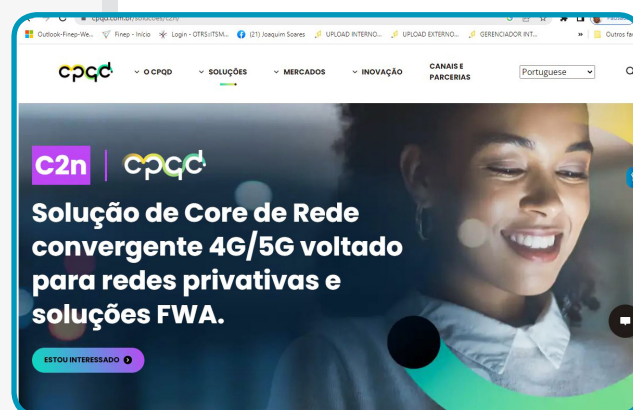 cpqd.com.br/solucoes/c2n/
Outlook-Finep-We... Finep - Início Login - OTRS::ITSM... (21) Joaquim Soares UPLOAD INTERNO... UPLOAD EXTERNO... GERENCIADOR INT... » Outros fa
cpqd O CPQD SOLUÇÕES MERCADOS INOVAÇÃO CANAIS E PARCERIAS Portuguese
C2n | cpqd
Solução de Core de Rede
convergente 4G/5G voltado
para redes privativas e
soluções FWA.
ESTOU INTERESSADO